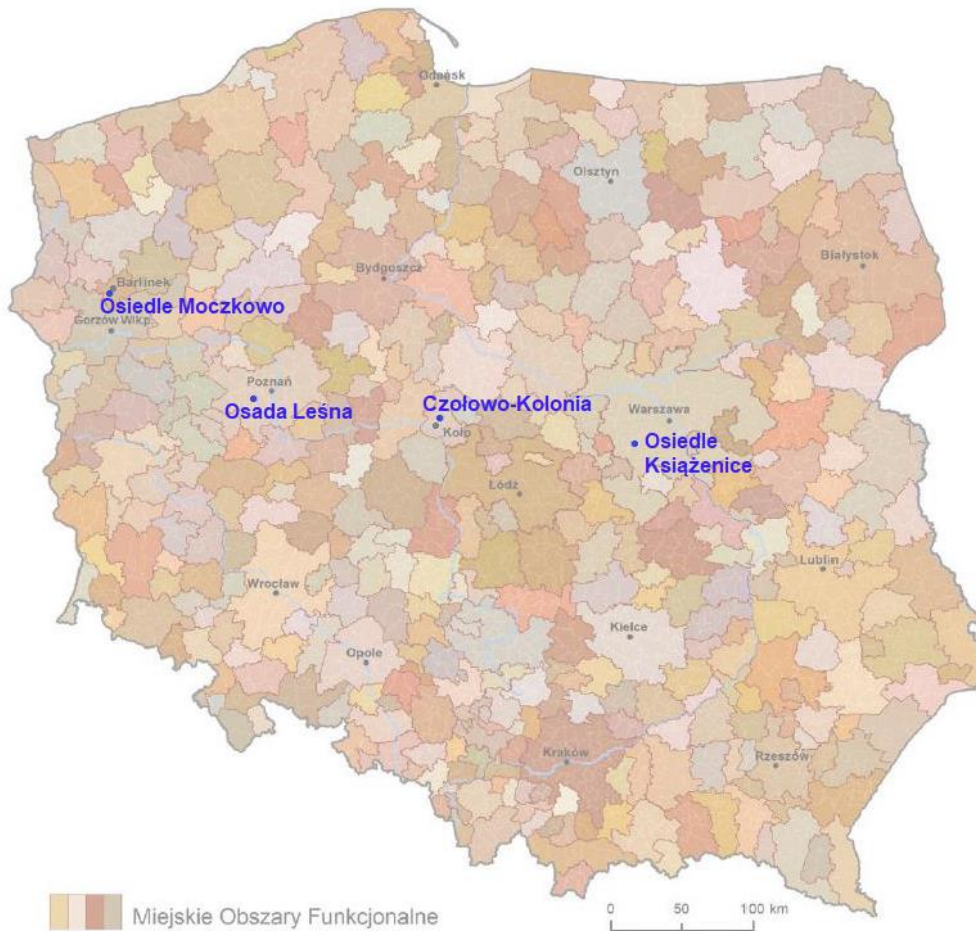 Gdańsk
Olsztyn
Białystok
Bydgoszcz
Barlinek
Osiedle Moczkowo
Gorzów Wlkp.
Poznań
Osada Leśna
Czołowo-Kolonia
Koło
Warszawa
Osiedle
Książenice
Łódź
Lublin
Wrocław
Kielce
Opole
Kraków
Rzeszów
Miejskie Obszary Funkcjonalne
0 50 100 km